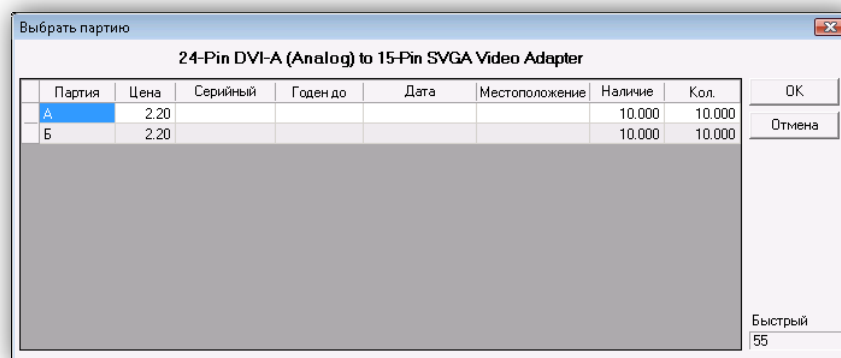 Выбрать партию
24-Pin DVI-A (Analog) to 15-Pin SVGA Video Adapter
Партия Цена Серийный Годен до Дата Местоположение Наличие Кол.
А 2.20 10.000 10.000
Б 2.20 10.000 10.000
OK
Отмена
Быстрый
55